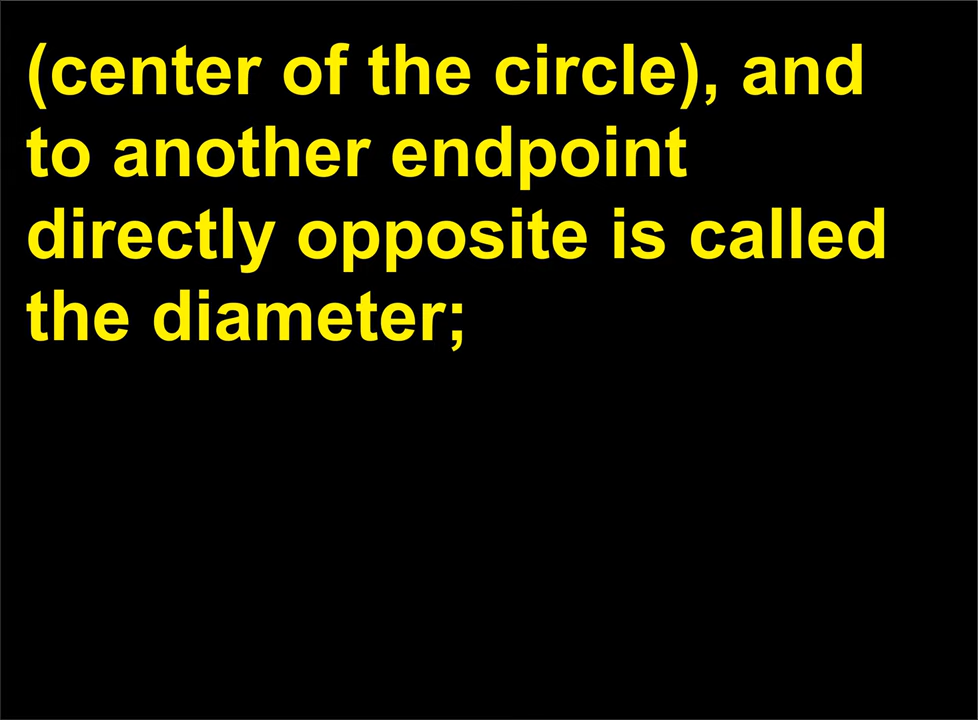 (center of the circle), and
to another endpoint
directly opposite is called
the diameter;